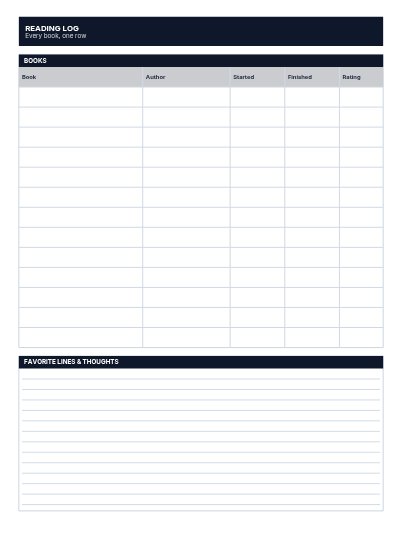 READING LOG
Every book, one row
BOOKS
Book Author Started Finished Rating
FAVORITE LINES & THOUGHTS